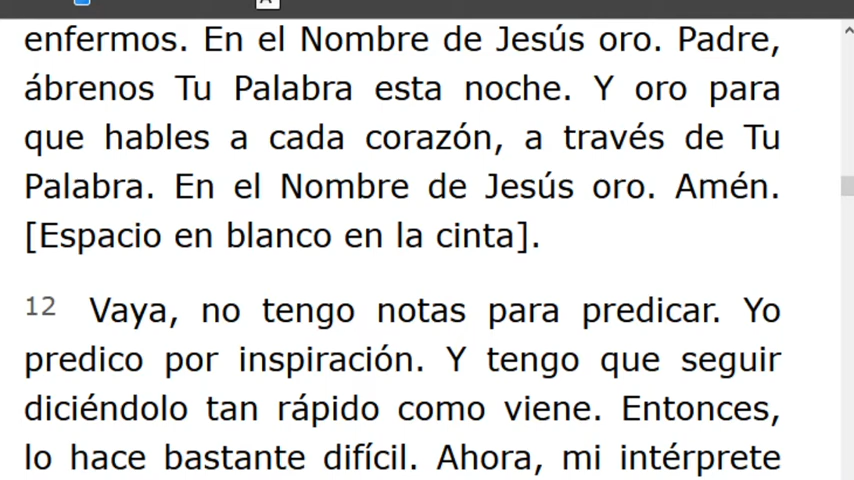 enfermos. En el Nombre de Jesús oro. Padre,
ábrenos Tu Palabra esta noche. Y oro para
que hables a cada corazón, a través de Tu
Palabra. En el Nombre de Jesús oro. Amén.
[Espacio en blanco en la cinta].
12 Vaya, no tengo notas para predicar. Yo
predico por inspiración. Y tengo que seguir
diciéndolo tan rápido como viene. Entonces,
lo hace bastante difícil. Ahora, mi intérprete